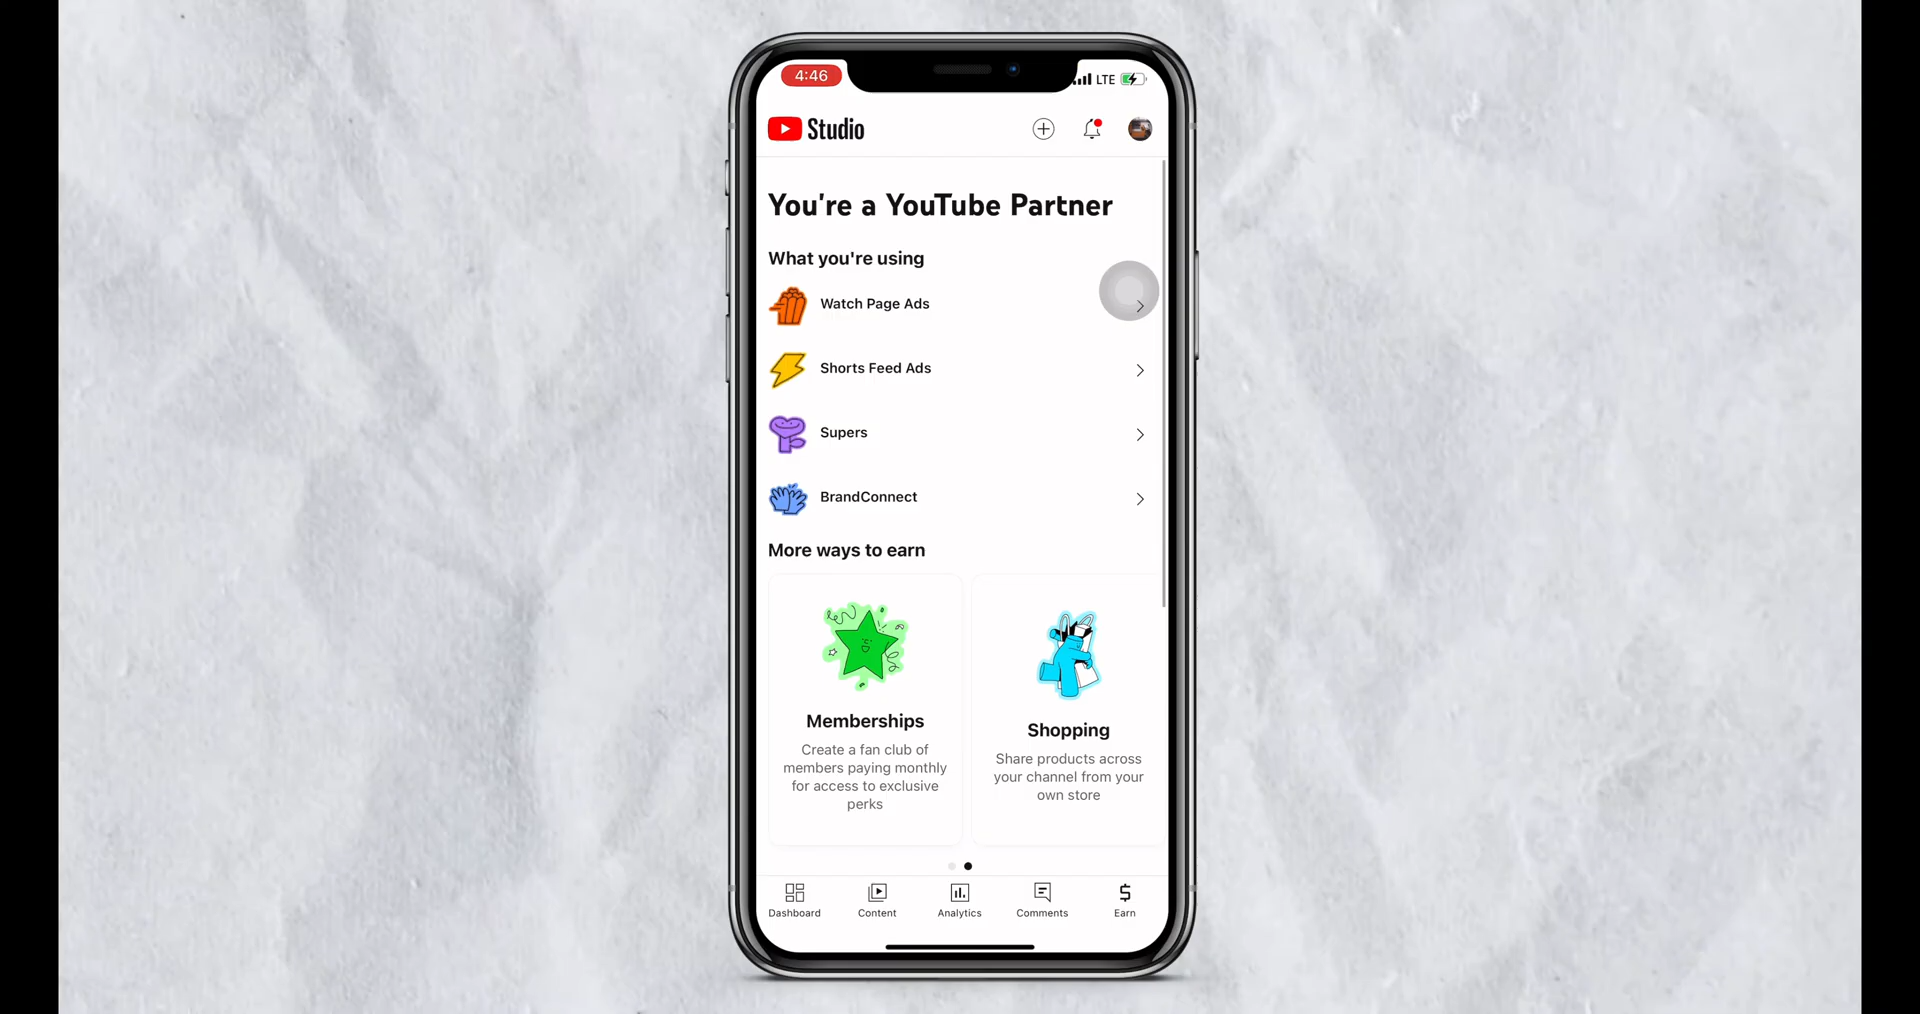 4:46
LTE
Studio
You're a YouTube Partner
What you're using
Watch Page Ads
Shorts Feed Ads
Supers
BrandConnect
More ways to earn
Memberships
Create a fan club of
members paying monthly
for access to exclusive
perks
Shopping
Share products across
your channel from your
own store
Dashboard
Content
Analytics
Comments
Earn